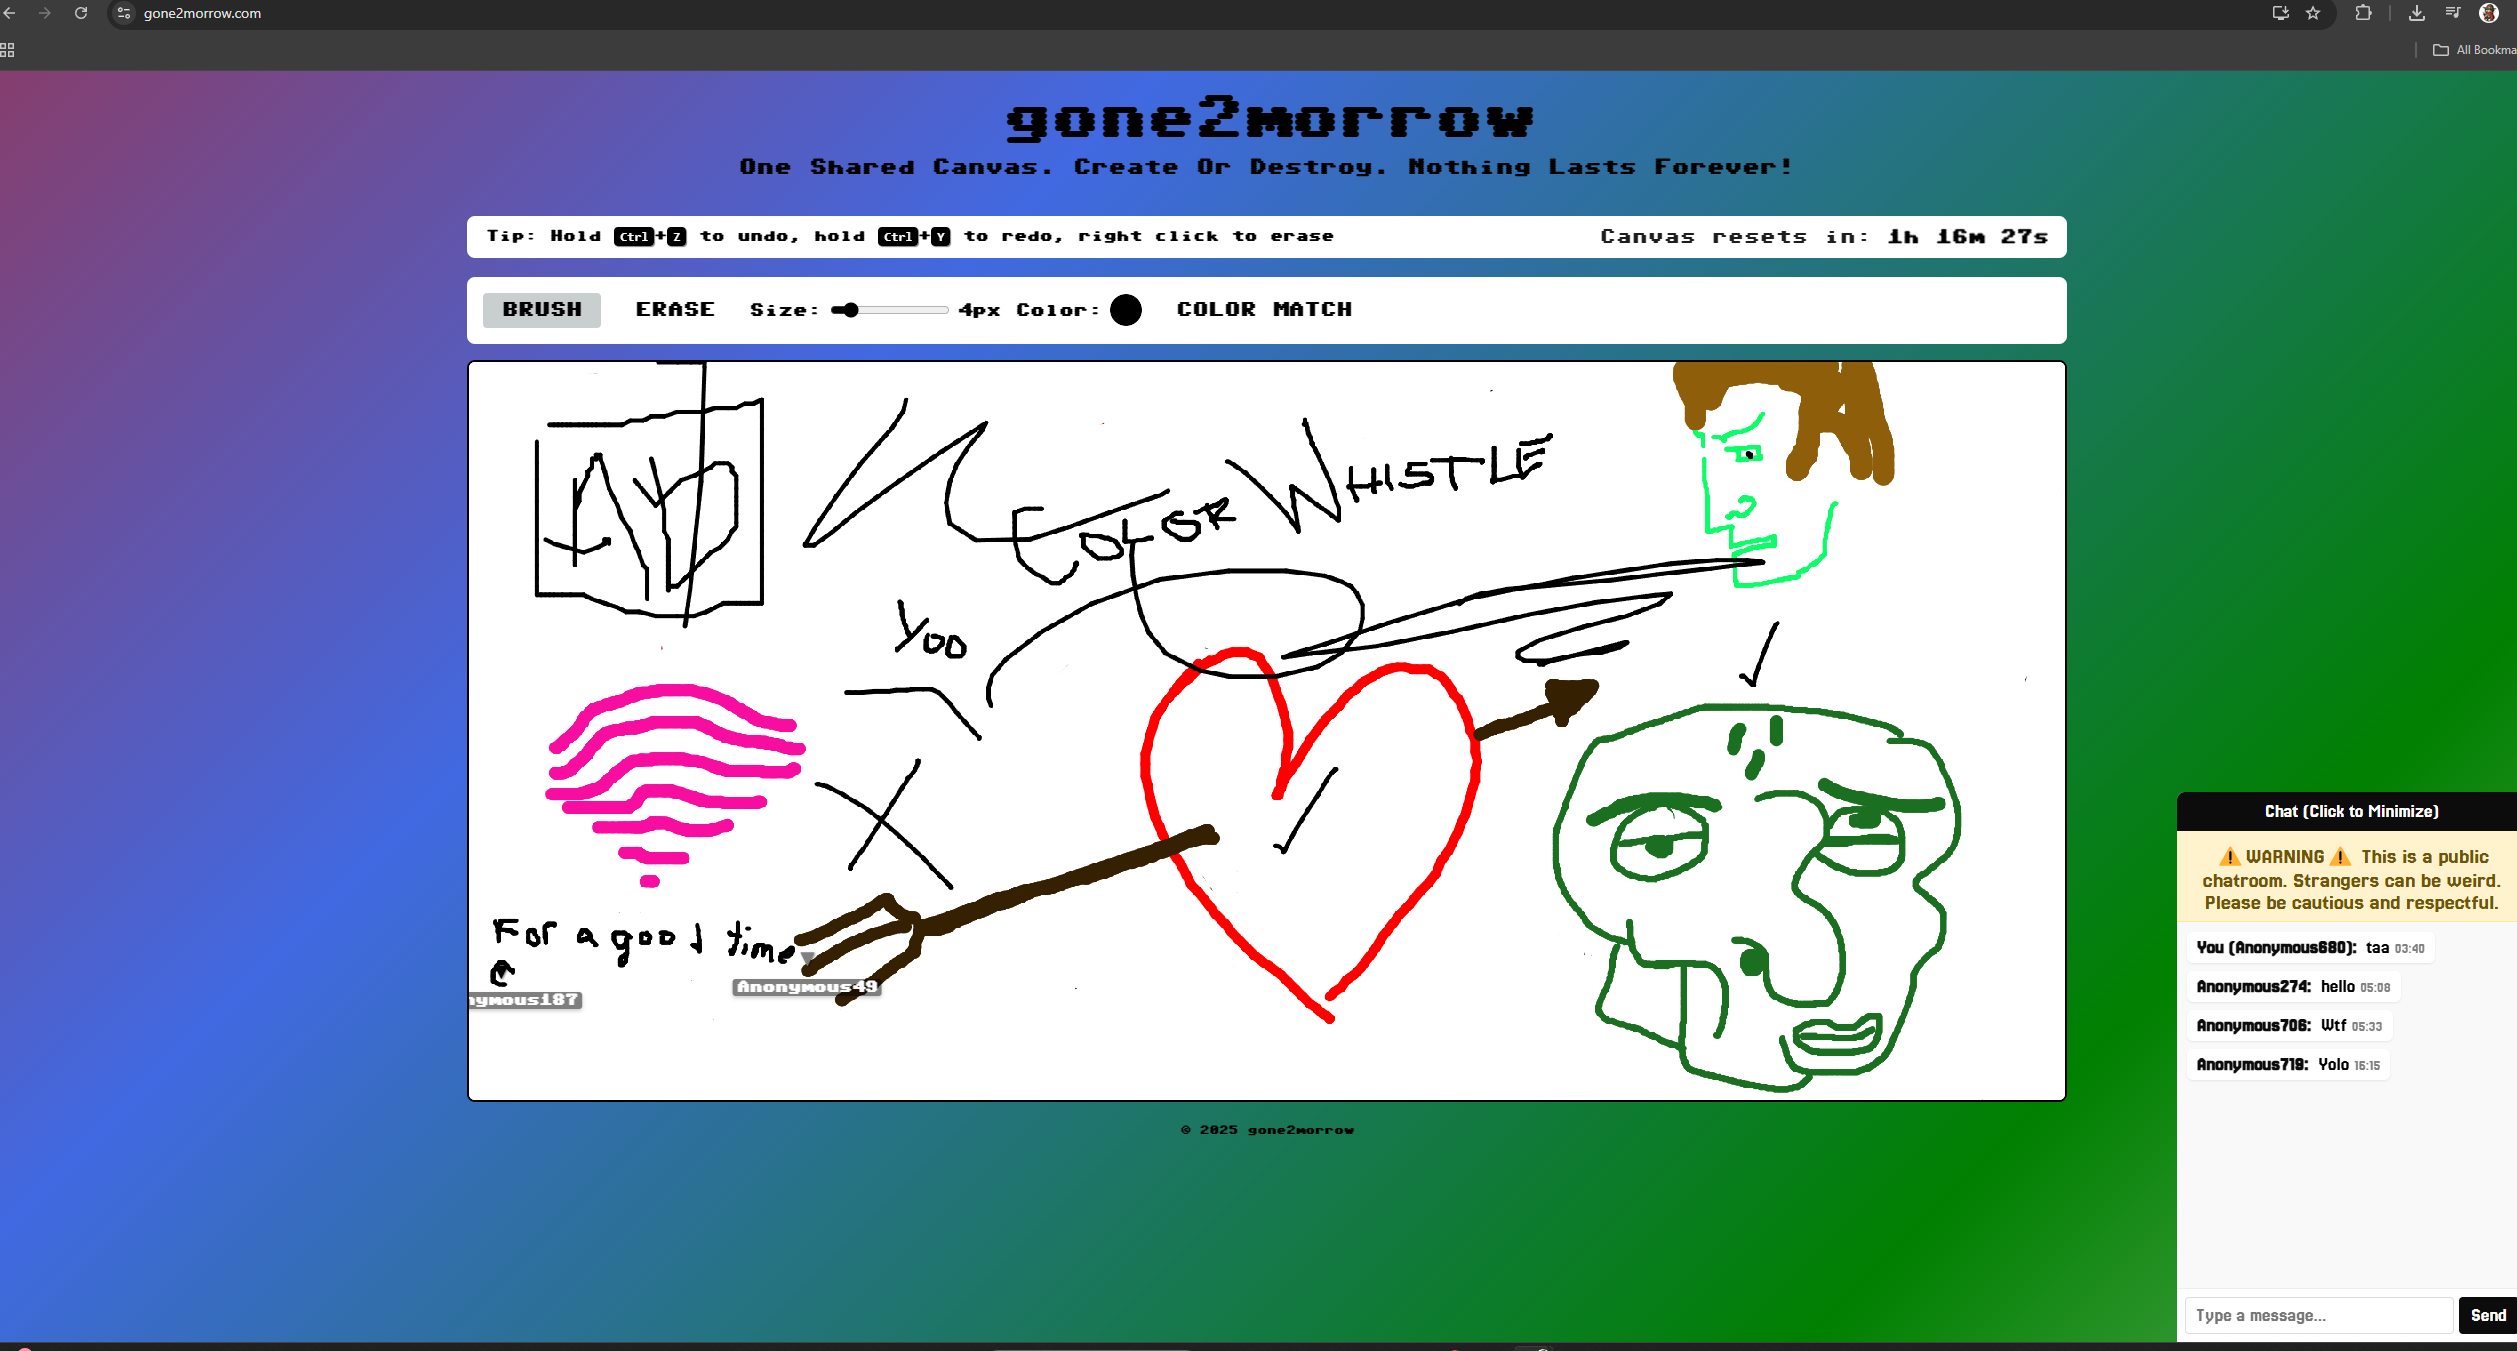 gone2morrow.com
All Bookma
gone2morrow
One Shared Canvas. Create Or Destroy. Nothing Lasts Forever!
Tip: Hold Ctrl+Z to undo, hold Ctrl+Y to redo, right click to erase
Canvas resets in: 1h 16m 27s
BRUSH ERASE Size: 4px Color: COLOR MATCH
COLOR WHISTLE
Yoo
For a good time
@
nymous187
Anonymous49
© 2025 gone2morrow
Chat (Click to Minimize)
⚠️ WARNING ⚠️ This is a public
chatroom. Strangers can be weird.
Please be cautious and respectful.
You (Anonymous680): taa 03:40
Anonymous274: hello 05:08
Anonymous706: Wtf 05:33
Anonymous719: Yolo 16:15
Type a message...
Send